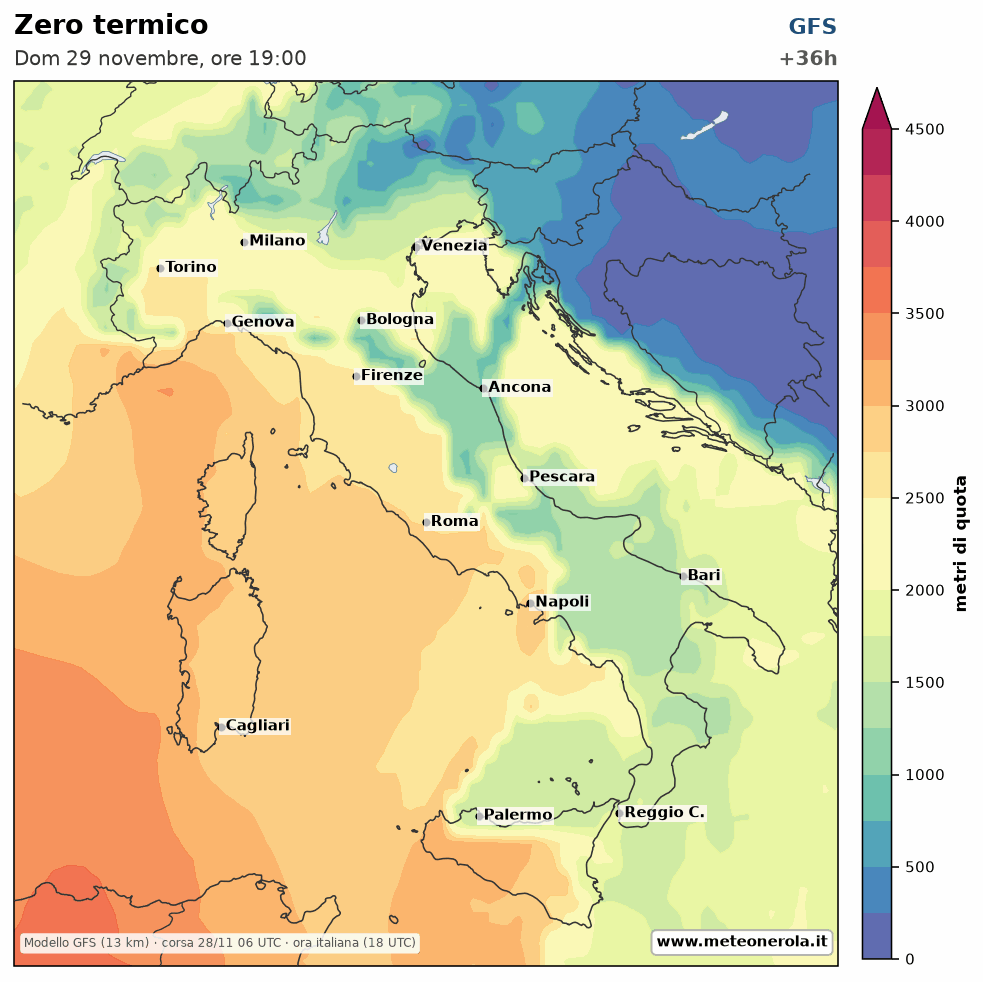 Zero termico
GFS
Dom 29 novembre, ore 19:00
+36h
Milano
Venezia
Torino
Genova
Bologna
Firenze
Ancona
Pescara
Roma
Bari
Napoli
Cagliari
Palermo
Reggio C.
4500
4000
3500
3000
2500
2000
1500
1000
500
0
metri di quota
Modello GFS (13 km) · corsa 28/11 06 UTC · ora italiana (18 UTC)
www.meteonerola.it